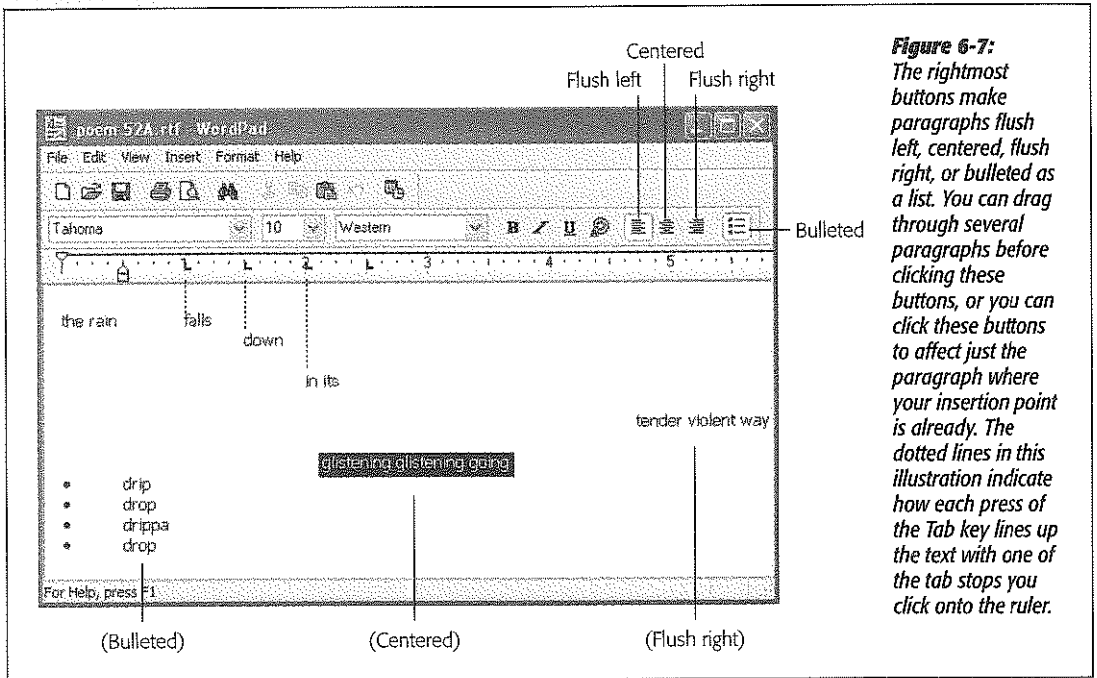 Centered
Flush left Flush right
poem 52A.rtf - WordPad
File Edit View Insert Format Help
Tahoma 10 Western B I U
Bulleted
1 2 3 4 5
the rain falls
down
in its
tender violent way
glistening glistening going
• drip
• drop
• drippa
• drop
For Help, press F1
(Bulleted) (Centered) (Flush right)
Figure 6-7:
The rightmost
buttons make
paragraphs flush
left, centered, flush
right, or bulleted as
a list. You can drag
through several
paragraphs before
clicking these
buttons, or you can
click these buttons
to affect just the
paragraph where
your insertion point
is already. The
dotted lines in this
illustration indicate
how each press of
the Tab key lines up
the text with one of
the tab stops you
click onto the ruler.